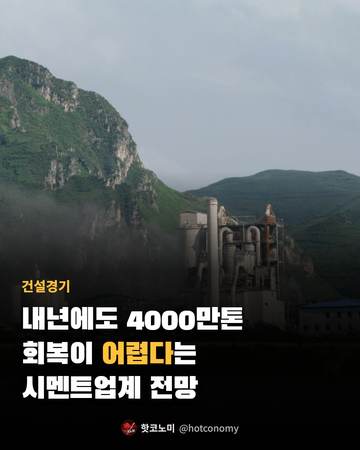 건설경기
내년에도 4000만톤
회복이 어렵다는
시멘트업계 전망
핫코노미 @hotconomy